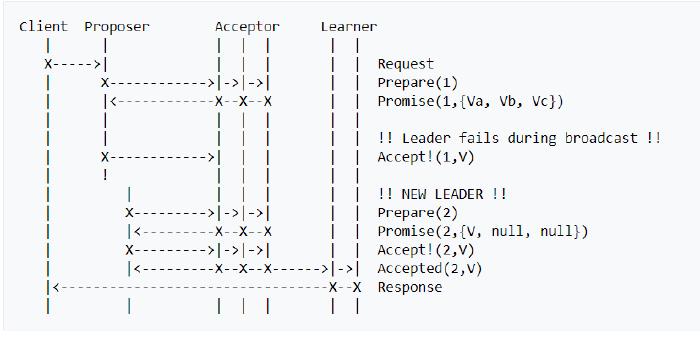 Client Proposer Acceptor Learner
| | | | | | |
X----->| | | | | | Request
| X------------>|->|->| | | Prepare(1)
| |<------------X--X--X | | Promise(1,{Va, Vb, Vc})
| | | | | | |
| | | | | | | !! Leader fails during broadcast !!
| X------------>| | | | | Accept!(1,V)
| ! | | | | |
| | | | | | | !! NEW LEADER !!
| X--------->|->|->| | | Prepare(2)
| |<---------X--X--X | | Promise(2,{V, null, null})
| X--------->|->|->| | | Accept!(2,V)
| |<---------X--X--X------>|->| Accepted(2,V)
|<---------------------------------X--X Response
| | | | | | |